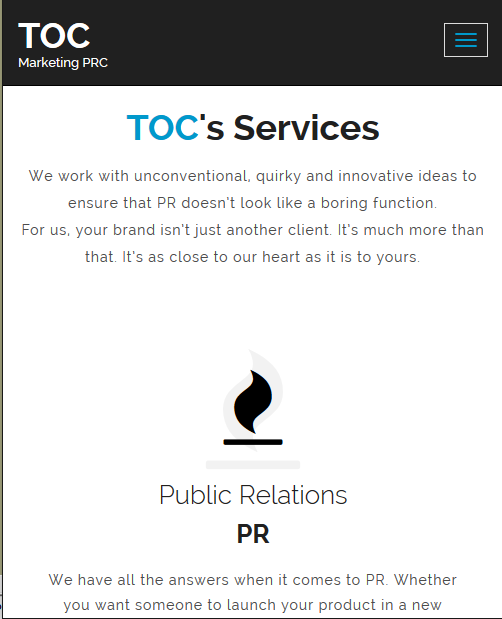 TOC
Marketing PRC
TOC's Services
We work with unconventional, quirky and innovative ideas to
ensure that PR doesn't look like a boring function.
For us, your brand isn't just another client. It's much more than
that. It's as close to our heart as it is to yours.
Public Relations
PR
We have all the answers when it comes to PR. Whether
you want someone to launch your product in a new